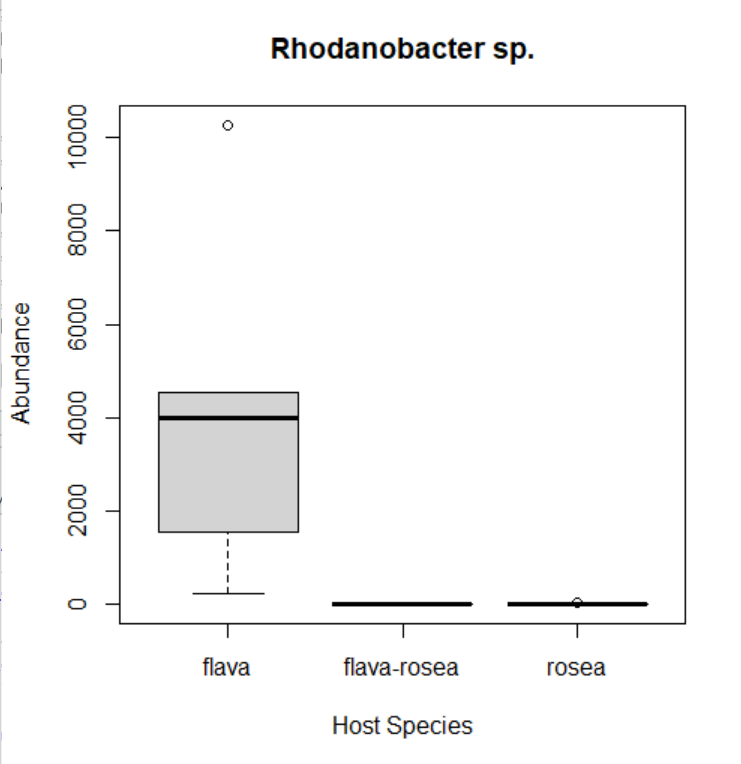 Rhodanobacter sp.
Abundance
10000
8000
6000
4000
2000
0
flava flava-rosea rosea
Host Species